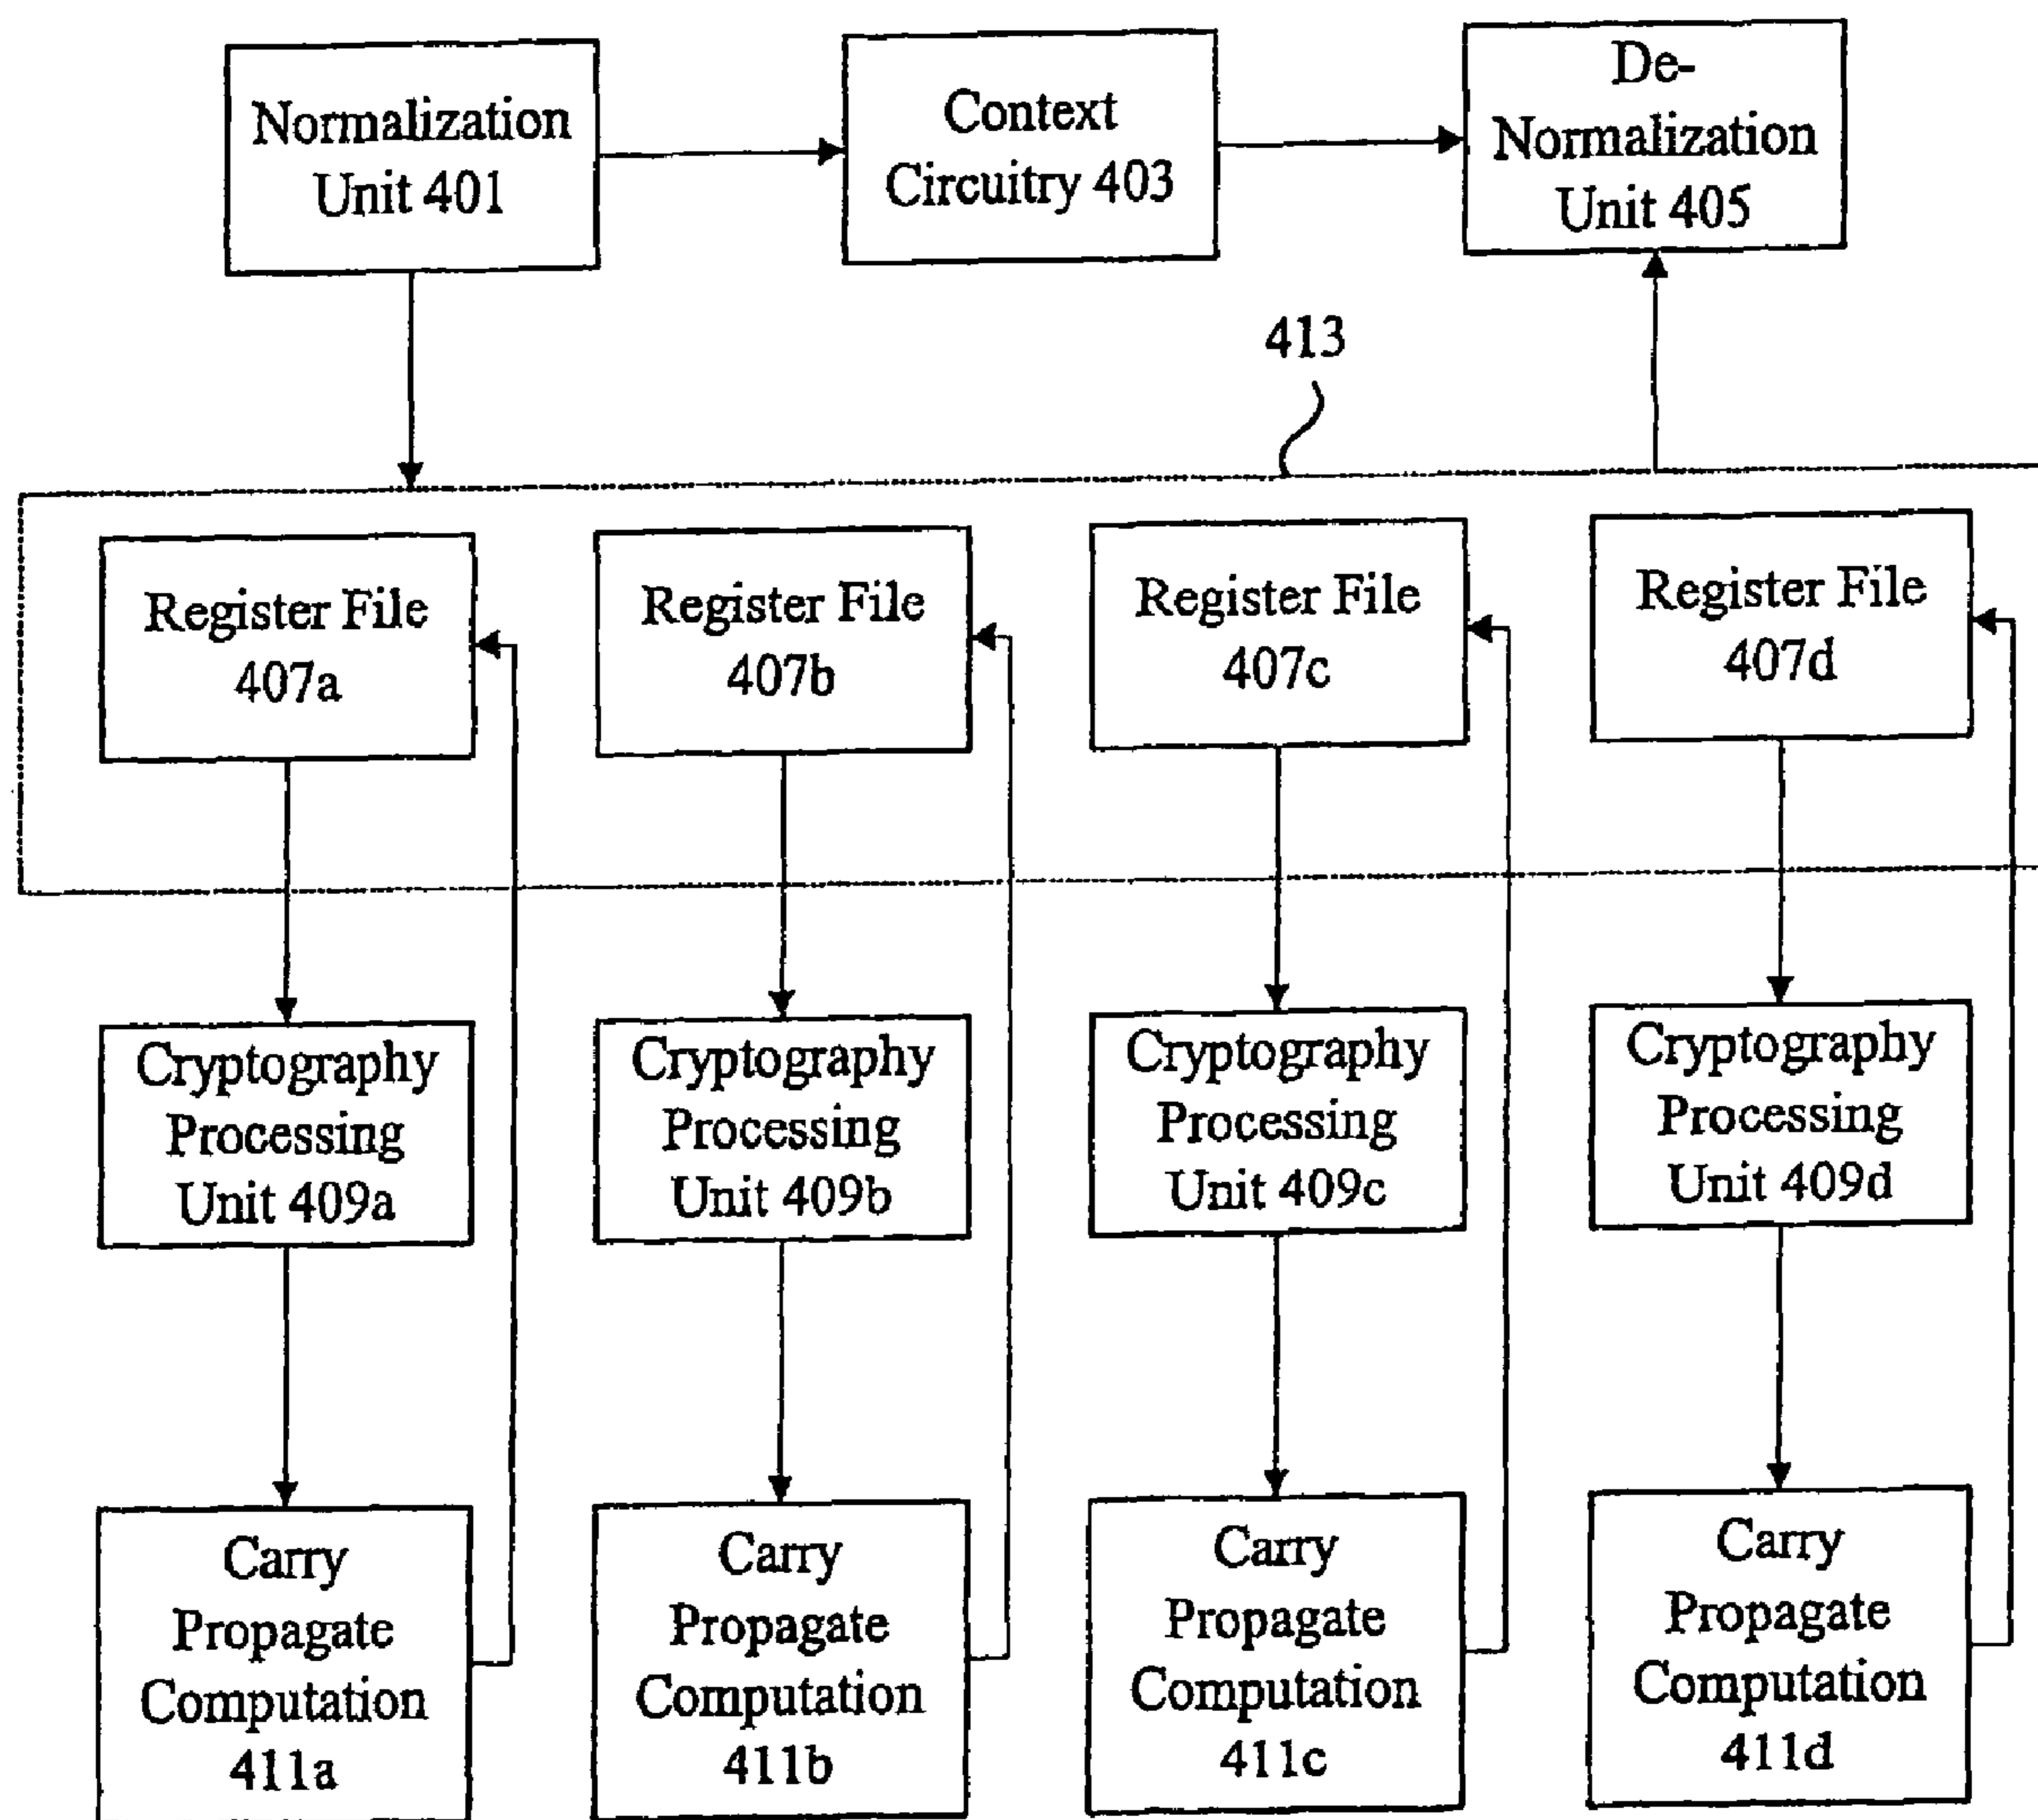 Normalization
Unit 401
Context
Circuitry 403
De-
Normalization
Unit 405
413
Register File
407a
Register File
407b
Register File
407c
Register File
407d
Cryptography
Processing
Unit 409a
Cryptography
Processing
Unit 409b
Cryptography
Processing
Unit 409c
Cryptography
Processing
Unit 409d
Carry
Propagate
Computation
411a
Carry
Propagate
Computation
411b
Carry
Propagate
Computation
411c
Carry
Propagate
Computation
411d